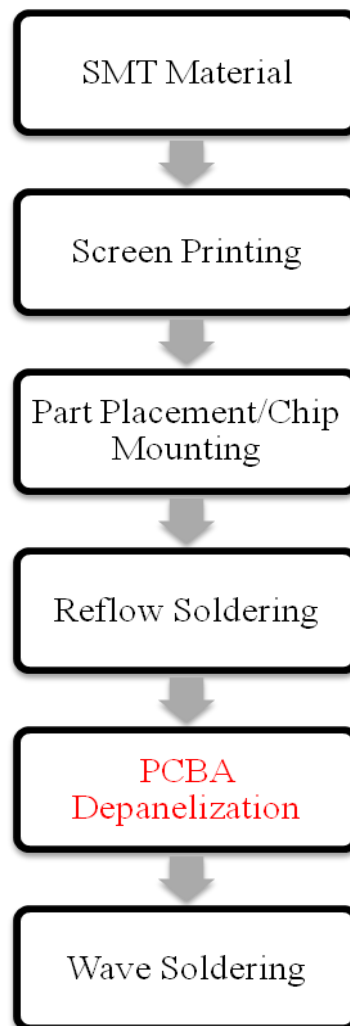 SMT Material
Screen Printing
Part Placement/Chip
Mounting
Reflow Soldering
PCBA
Depanelization
Wave Soldering